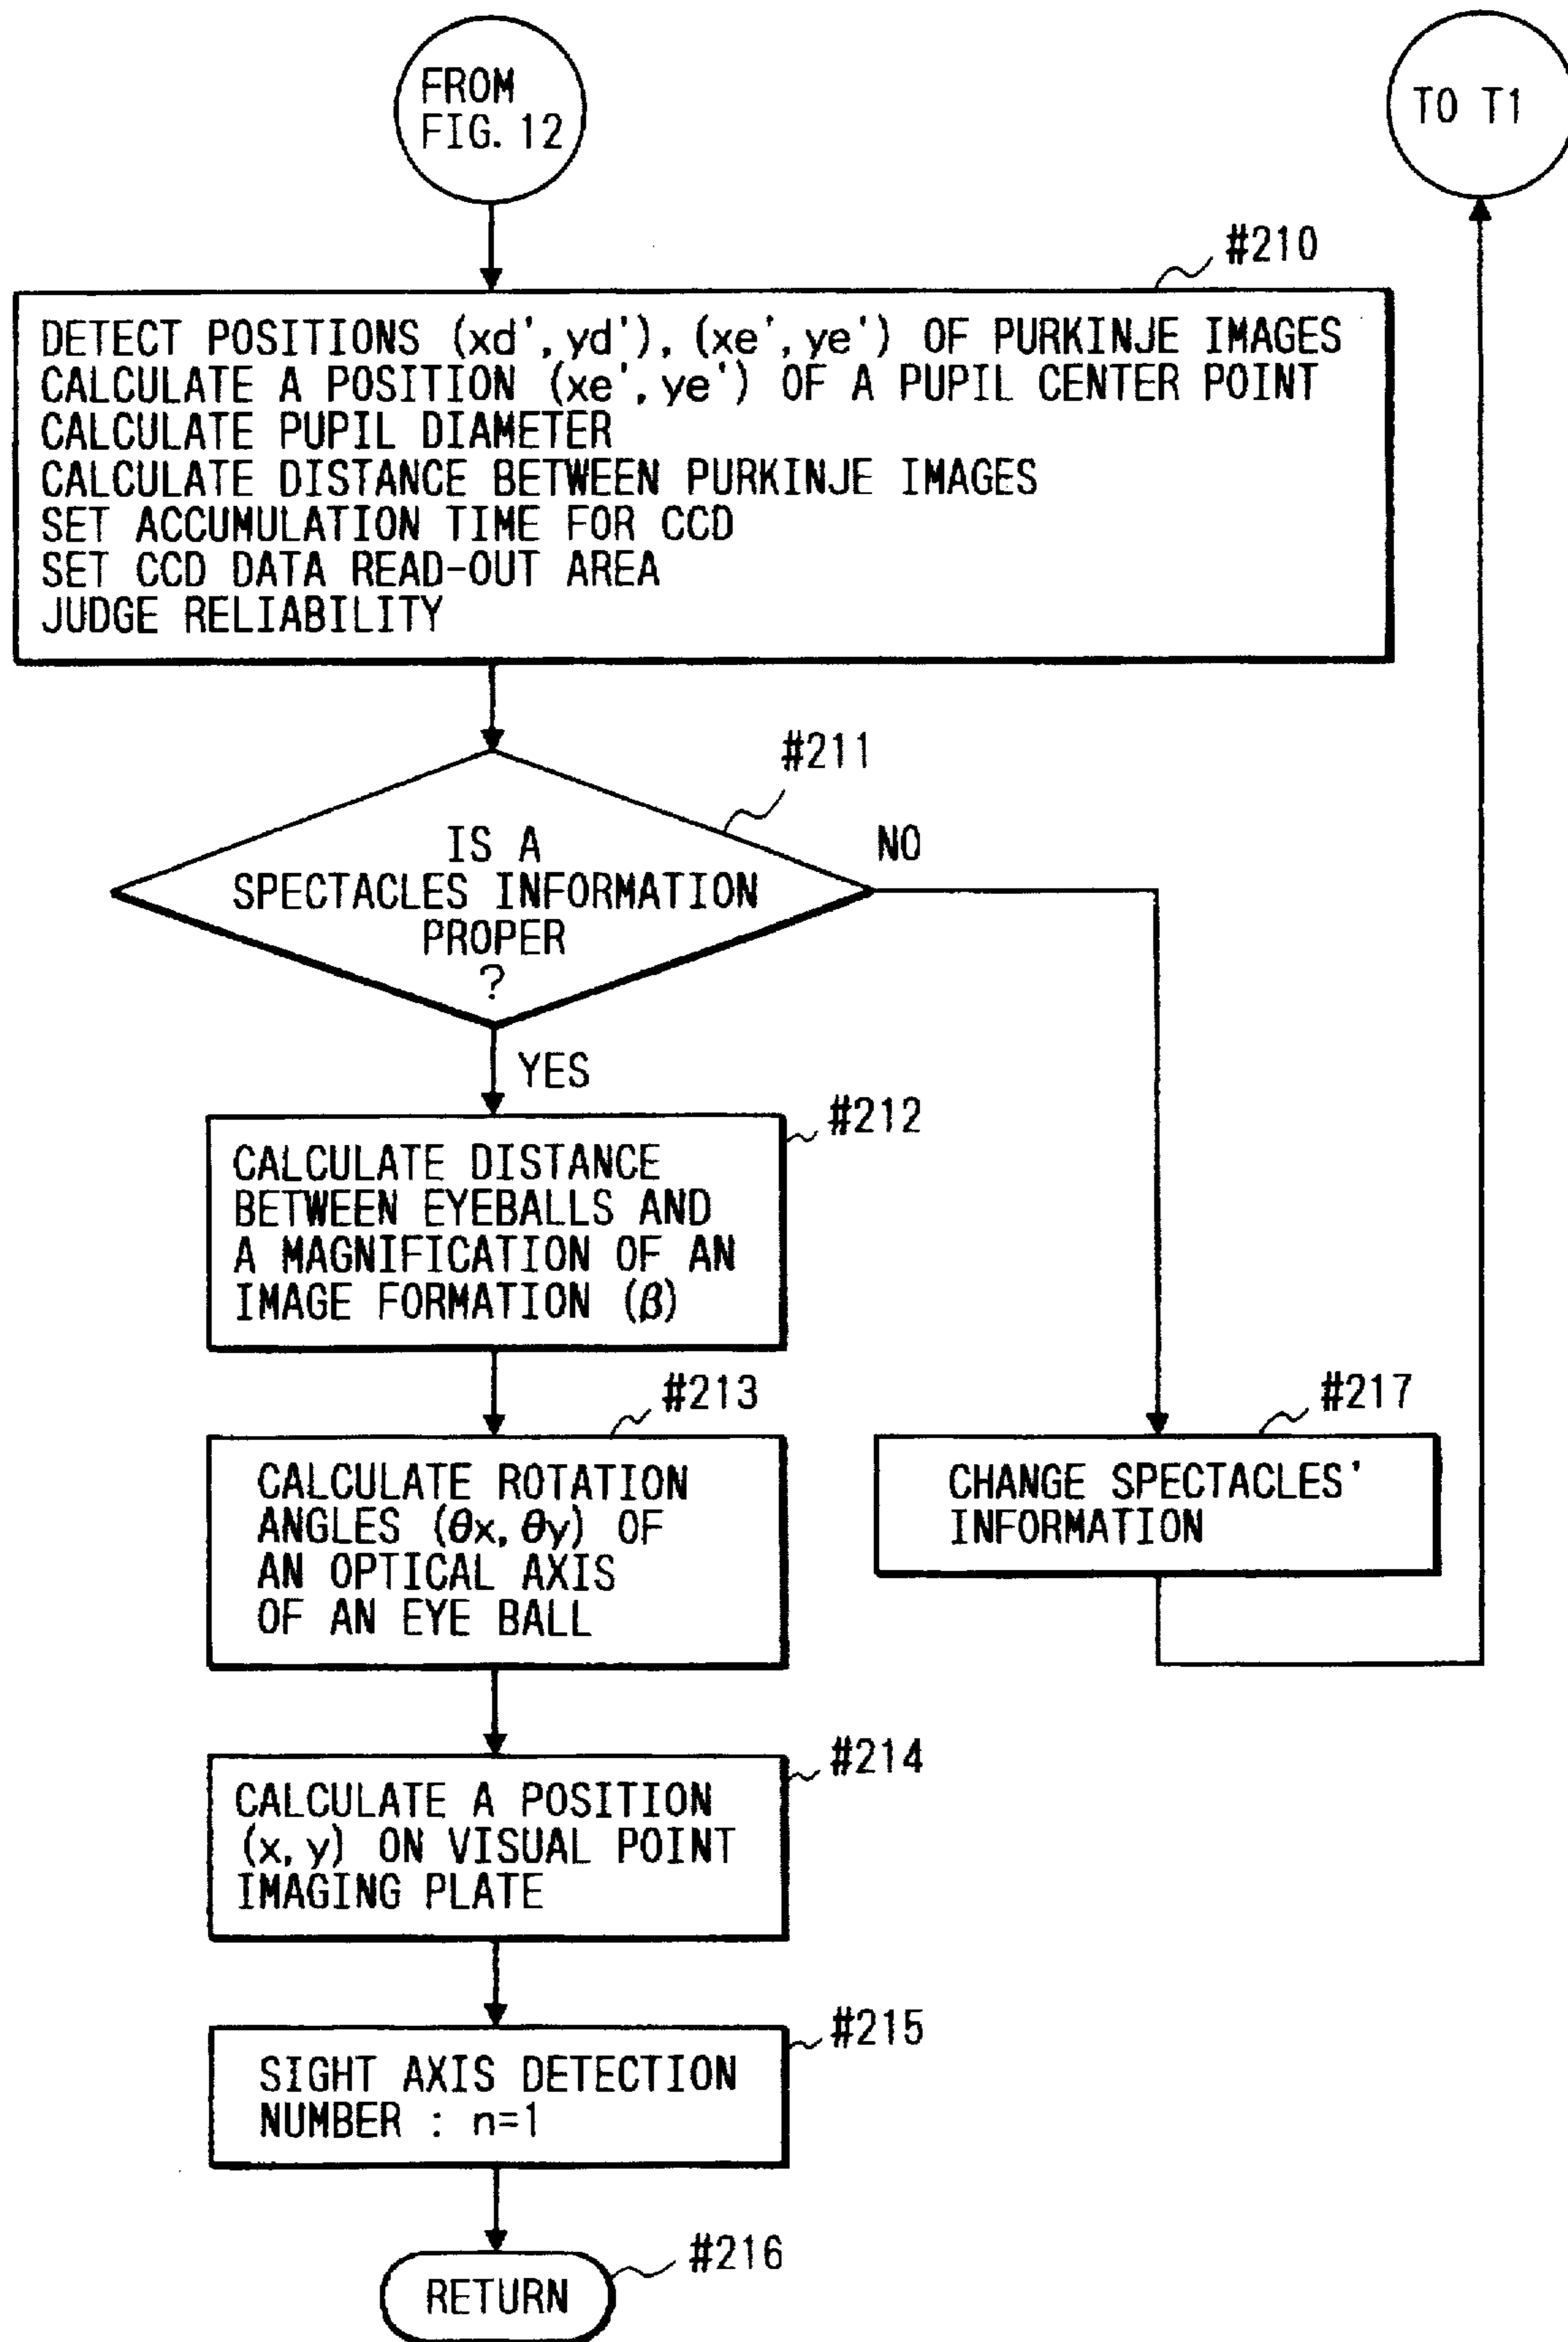 FROM
FIG. 12
TO T1
#210
DETECT POSITIONS (xd', yd'), (xe', ye') OF PURKINJE IMAGES
CALCULATE A POSITION (xe', ye') OF A PUPIL CENTER POINT
CALCULATE PUPIL DIAMETER
CALCULATE DISTANCE BETWEEN PURKINJE IMAGES
SET ACCUMULATION TIME FOR CCD
SET CCD DATA READ-OUT AREA
JUDGE RELIABILITY
#211
IS A
SPECTACLES INFORMATION
PROPER
?
NO
YES
#212
CALCULATE DISTANCE
BETWEEN EYEBALLS AND
A MAGNIFICATION OF AN
IMAGE FORMATION (β)
#213
CALCULATE ROTATION
ANGLES (θx, θy) OF
AN OPTICAL AXIS
OF AN EYE BALL
#217
CHANGE SPECTACLES'
INFORMATION
#214
CALCULATE A POSITION
(x, y) ON VISUAL POINT
IMAGING PLATE
#215
SIGHT AXIS DETECTION
NUMBER : n=1
#216
RETURN